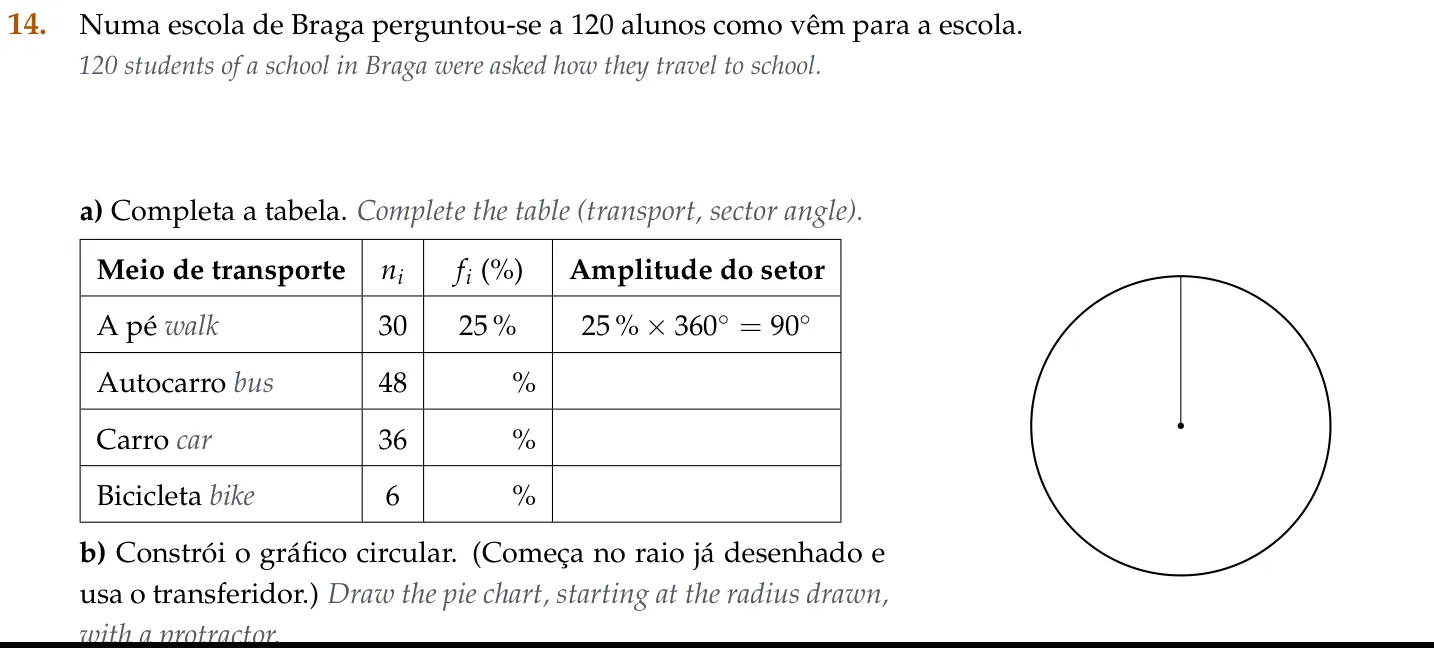 14. Numa escola de Braga perguntou-se a 120 alunos como vêm para a escola.
120 students of a school in Braga were asked how they travel to school.
a) Completa a tabela. Complete the table (transport, sector angle).
Meio de transporte nᵢ fᵢ (%) Amplitude do setor
A pé walk 30 25 % 25 % × 360° = 90°
Autocarro bus 48 %
Carro car 36 %
Bicicleta bike 6 %
b) Constrói o gráfico circular. (Começa no raio já desenhado e
usa o transferidor.) Draw the pie chart, starting at the radius drawn,
with a protractor.